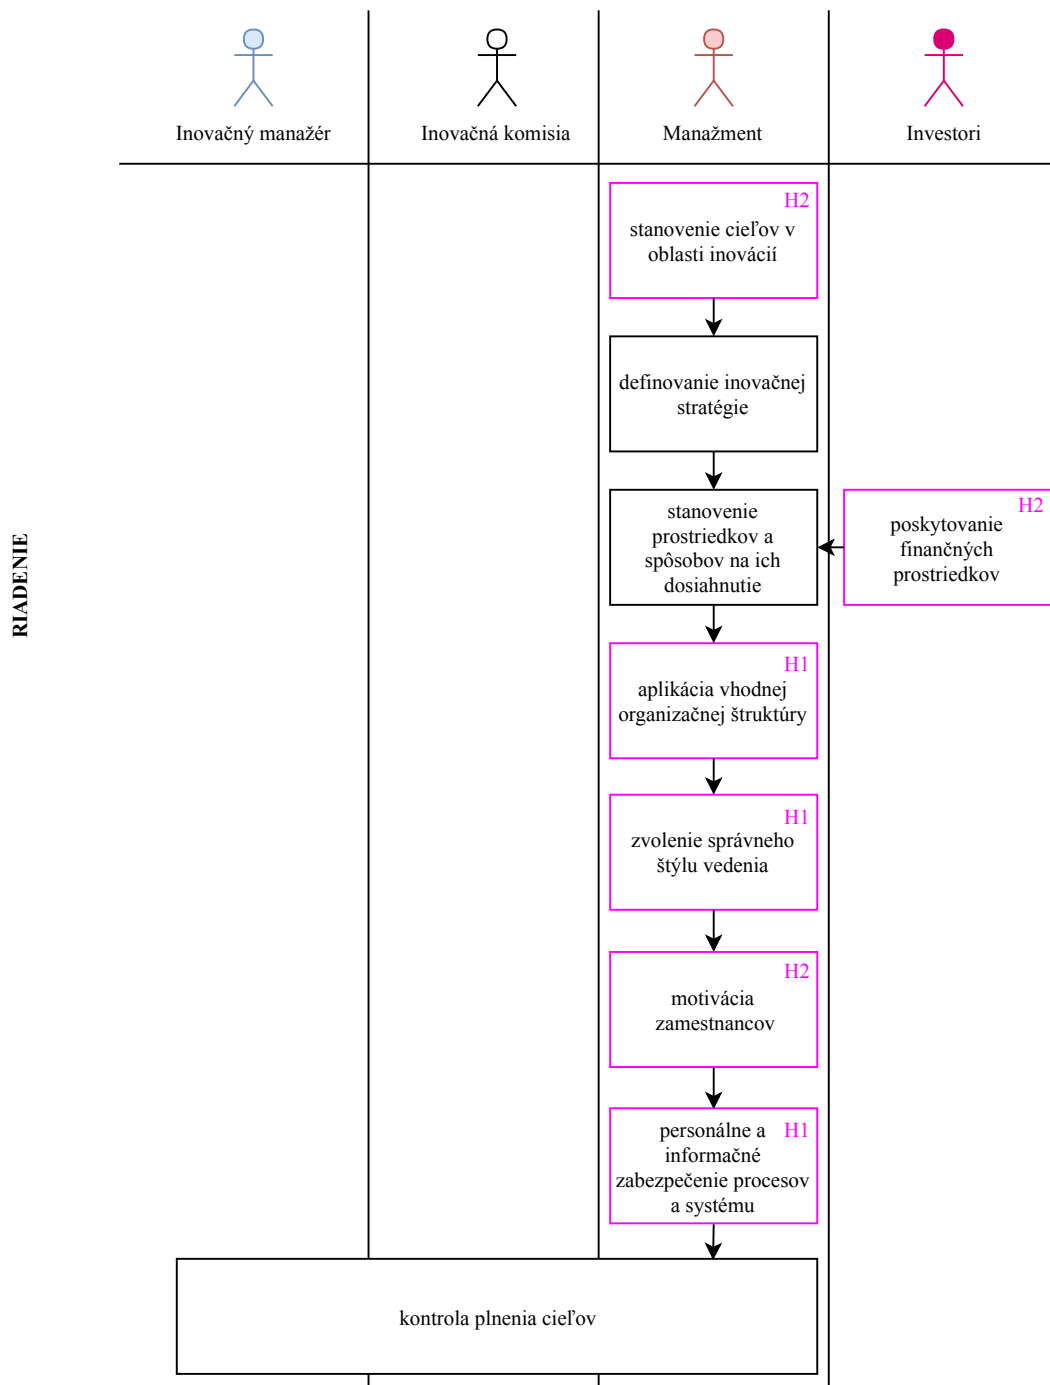 Inovačný manažér
Inovačná komisia
Manažment
Investori
RIADENIE
H2
stanovenie cieľov v
oblasti inovácií
definovanie inovačnej
stratégie
stanovenie
prostriedkov a
spôsobov na ich
dosiahnutie
H2
poskytovanie
finančných
prostriedkov
H1
aplikácia vhodnej
organizačnej štruktúry
H1
zvolenie správneho
štýlu vedenia
H2
motivácia
zamestnancov
personálne a H1
informačné
zabezpečenie procesov
a systému
kontrola plnenia cieľov